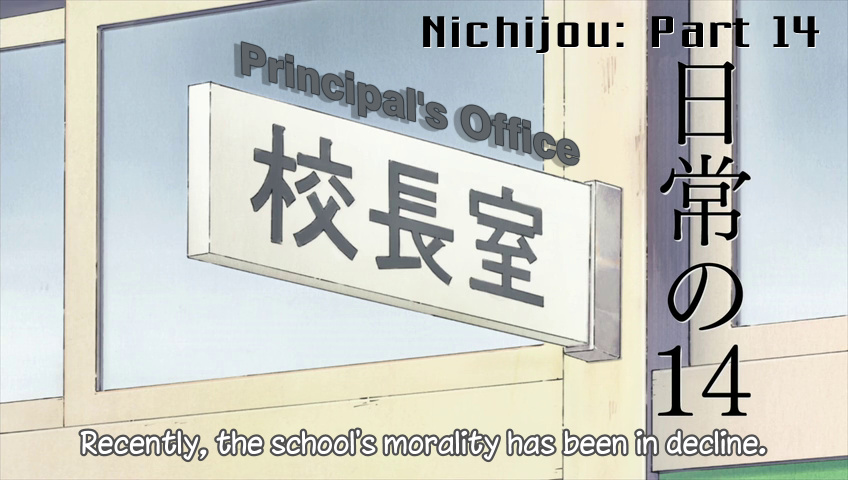 Nichijou: Part 14
日常の14
Principal's Office
校長室
Recently, the school's morality has been in decline.